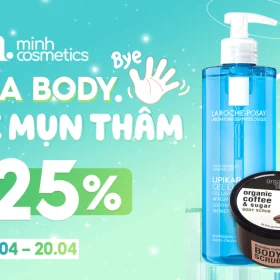 minh
cosmetics
Bye
A BODY.
MỤN THÂM
25%
04 – 20.04
LA ROCHE-POSAY
LIPIKAR
organic
coffee
& sugar
BODY SCRUB
BODY
SCRUB